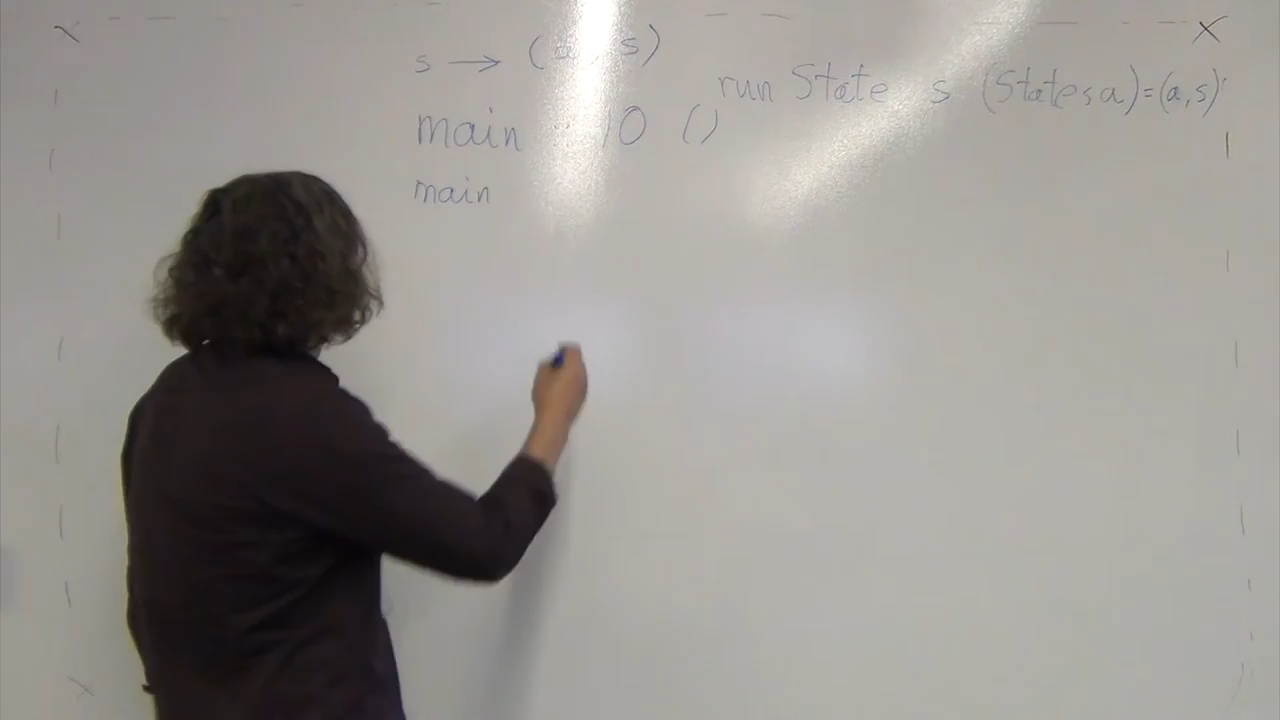 s → (a, s)
run State s (State s a) = (a, s)
main :: IO ()
main